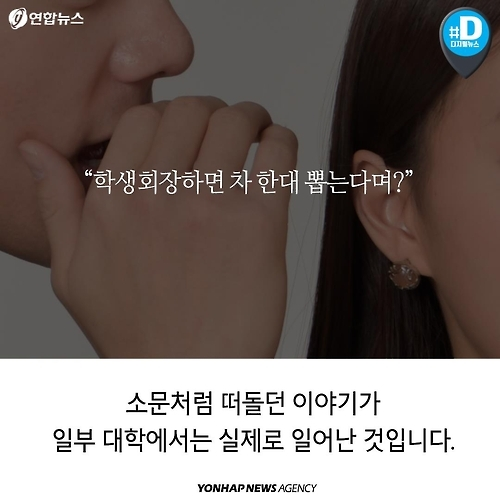 연합뉴스
#D
디지털뉴스
“학생회장하면 차 한대 뽑는다며?”
소문처럼 떠돌던 이야기가
일부 대학에서는 실제로 일어난 것입니다.
YONHAP NEWS AGENCY